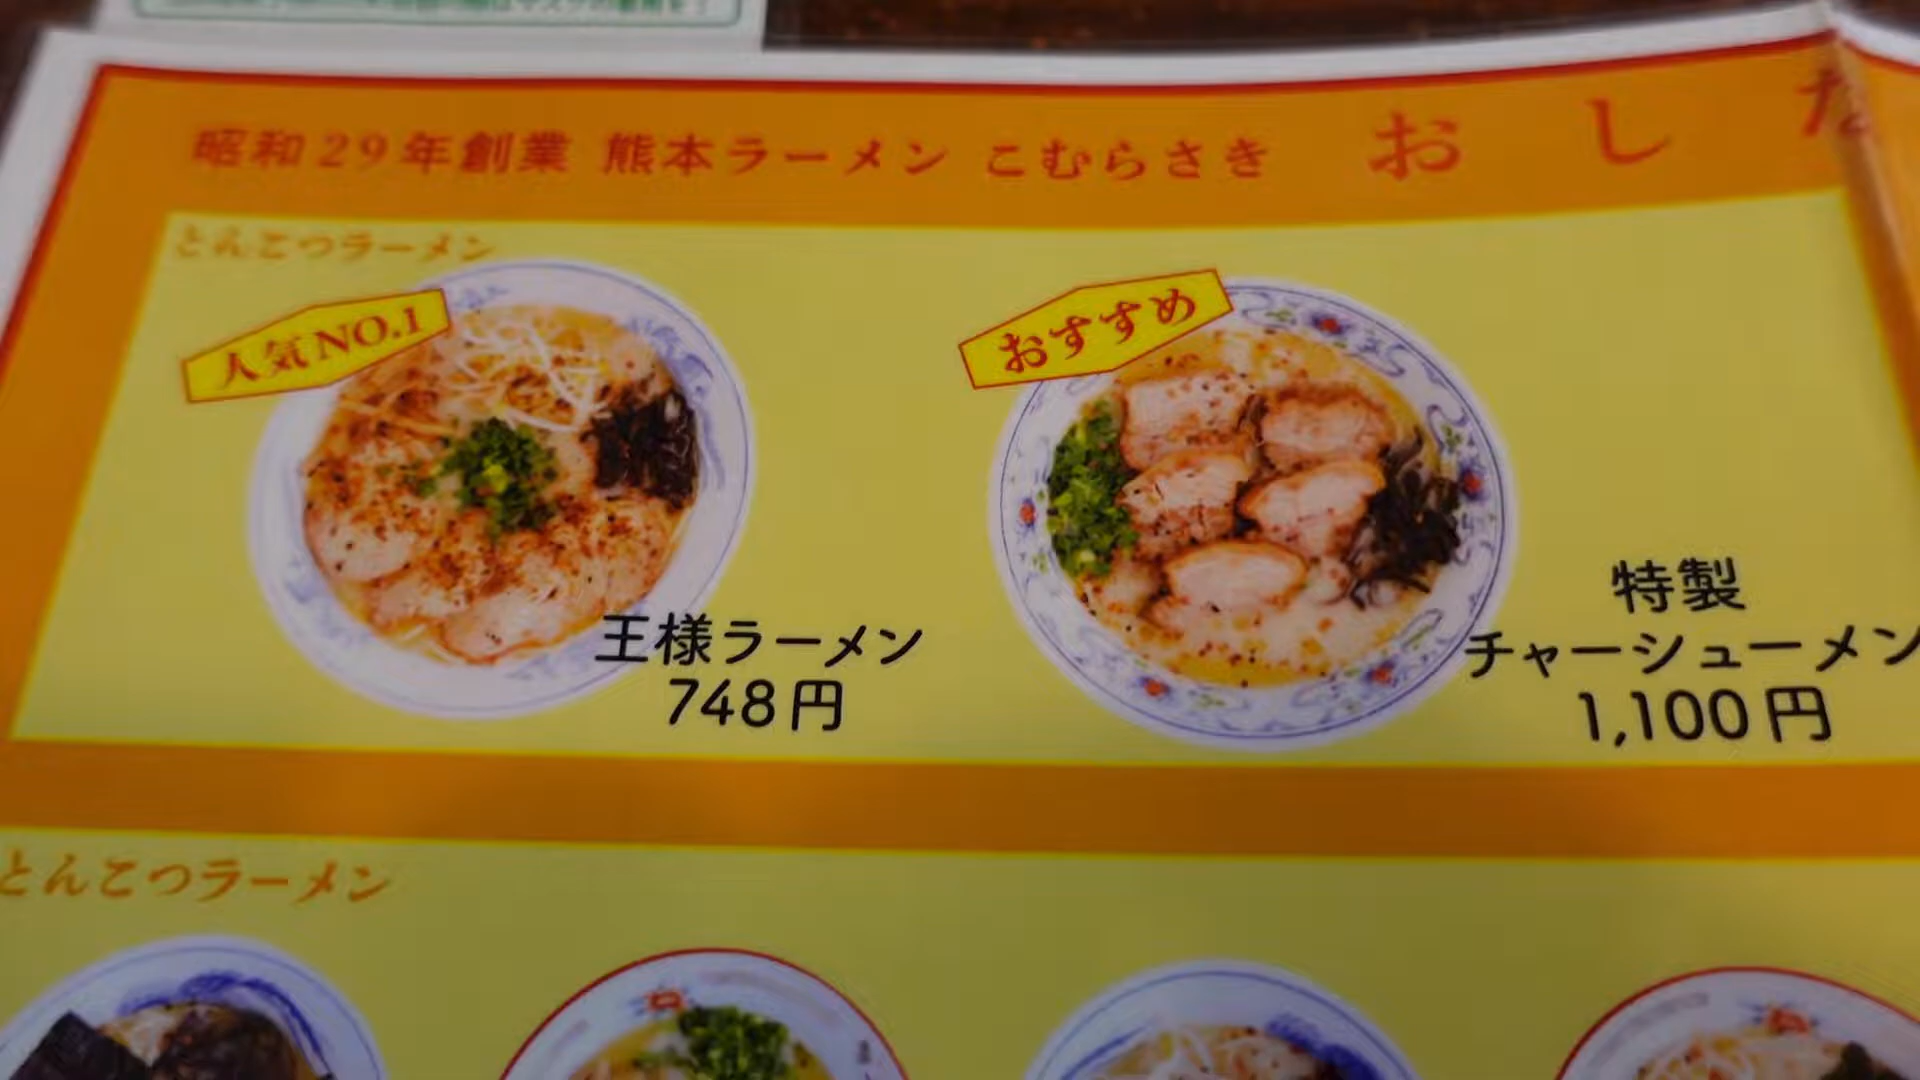 昭和29年創業 熊本ラーメン こむらさき おし
とんこつラーメン
人気NO.1
おすすめ
王様ラーメン
748円
特製
チャーシューメン
1,100円
とんこつラーメン